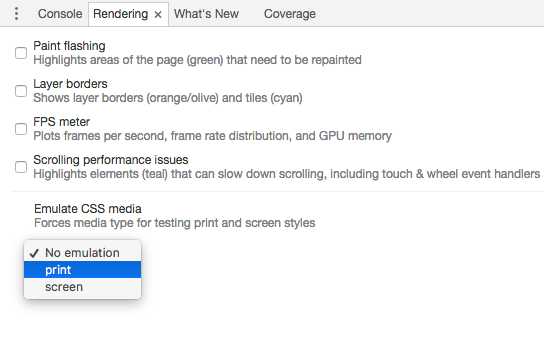 Console Rendering × What's New Coverage
Paint flashing
Highlights areas of the page (green) that need to be repainted
Layer borders
Shows layer borders (orange/olive) and tiles (cyan)
FPS meter
Plots frames per second, frame rate distribution, and GPU memory
Scrolling performance issues
Highlights elements (teal) that can slow down scrolling, including touch & wheel event handlers
Emulate CSS media
Forces media type for testing print and screen styles
✓ No emulation
print
screen